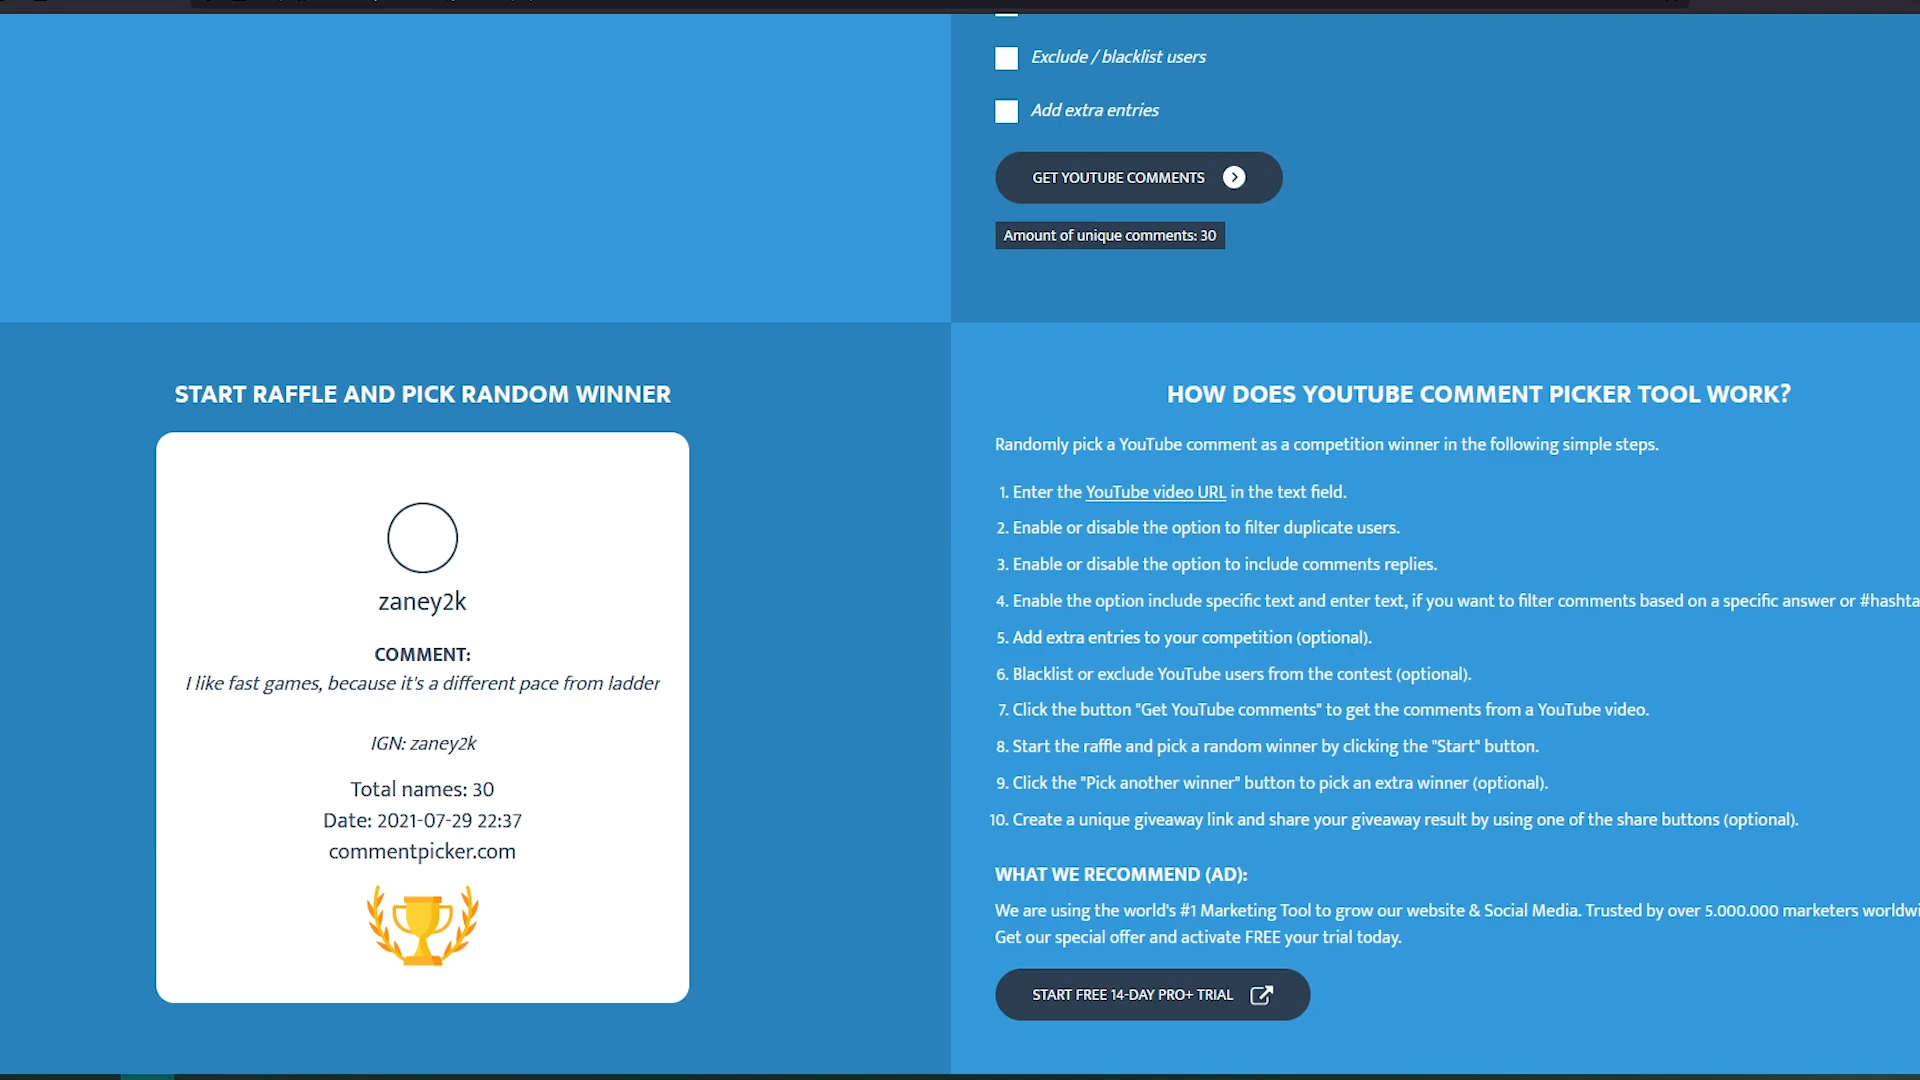 Exclude / blacklist users
Add extra entries
GET YOUTUBE COMMENTS
Amount of unique comments: 30
START RAFFLE AND PICK RANDOM WINNER
zaney2k
COMMENT:
I like fast games, because it's a different pace from ladder
IGN: zaney2k
Total names: 30
Date: 2021-07-29 22:37
commentpicker.com
HOW DOES YOUTUBE COMMENT PICKER TOOL WORK?
Randomly pick a YouTube comment as a competition winner in the following simple steps.
1. Enter the YouTube video URL in the text field.
2. Enable or disable the option to filter duplicate users.
3. Enable or disable the option to include comments replies.
4. Enable the option include specific text and enter text, if you want to filter comments based on a specific answer or #hashta
5. Add extra entries to your competition (optional).
6. Blacklist or exclude YouTube users from the contest (optional).
7. Click the button "Get YouTube comments" to get the comments from a YouTube video.
8. Start the raffle and pick a random winner by clicking the "Start" button.
9. Click the "Pick another winner" button to pick an extra winner (optional).
10. Create a unique giveaway link and share your giveaway result by using one of the share buttons (optional).
WHAT WE RECOMMEND (AD):
We are using the world's #1 Marketing Tool to grow our website & Social Media. Trusted by over 5.000.000 marketers worldwi
Get our special offer and activate FREE your trial today.
START FREE 14-DAY PRO+ TRIAL